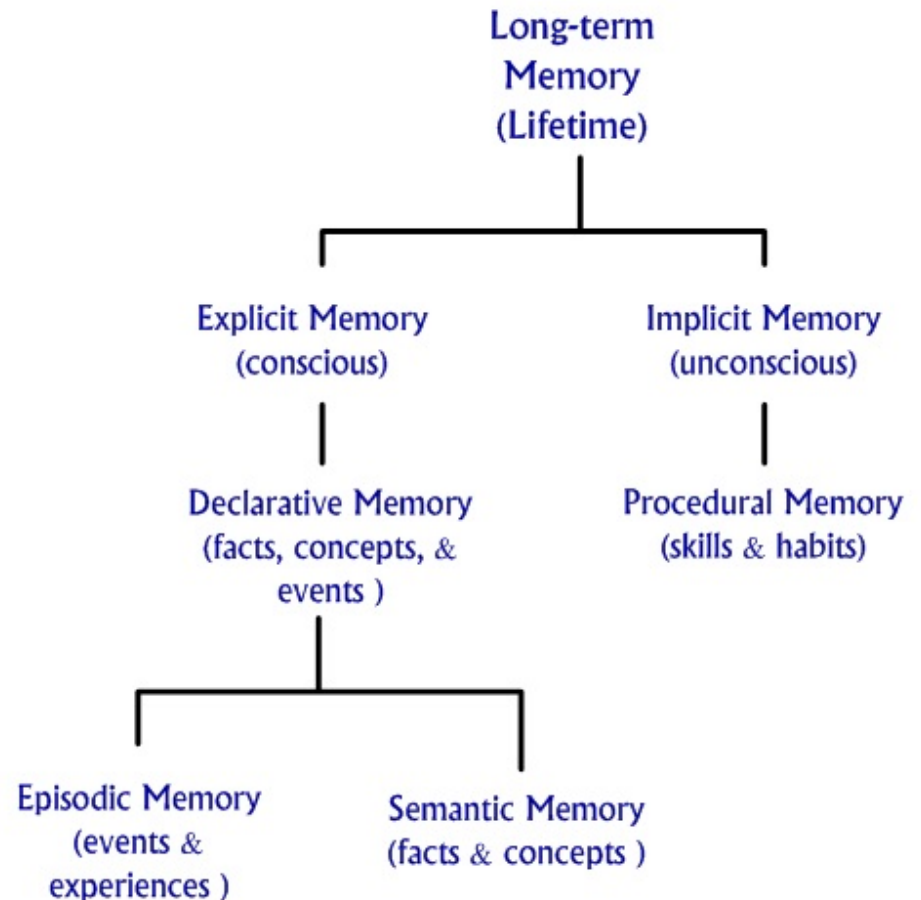 Long-term
Memory
(Lifetime)
Explicit Memory
(conscious)
Implicit Memory
(unconscious)
Declarative Memory
(facts, concepts, &
events )
Procedural Memory
(skills & habits)
Episodic Memory
(events &
experiences )
Semantic Memory
(facts & concepts )